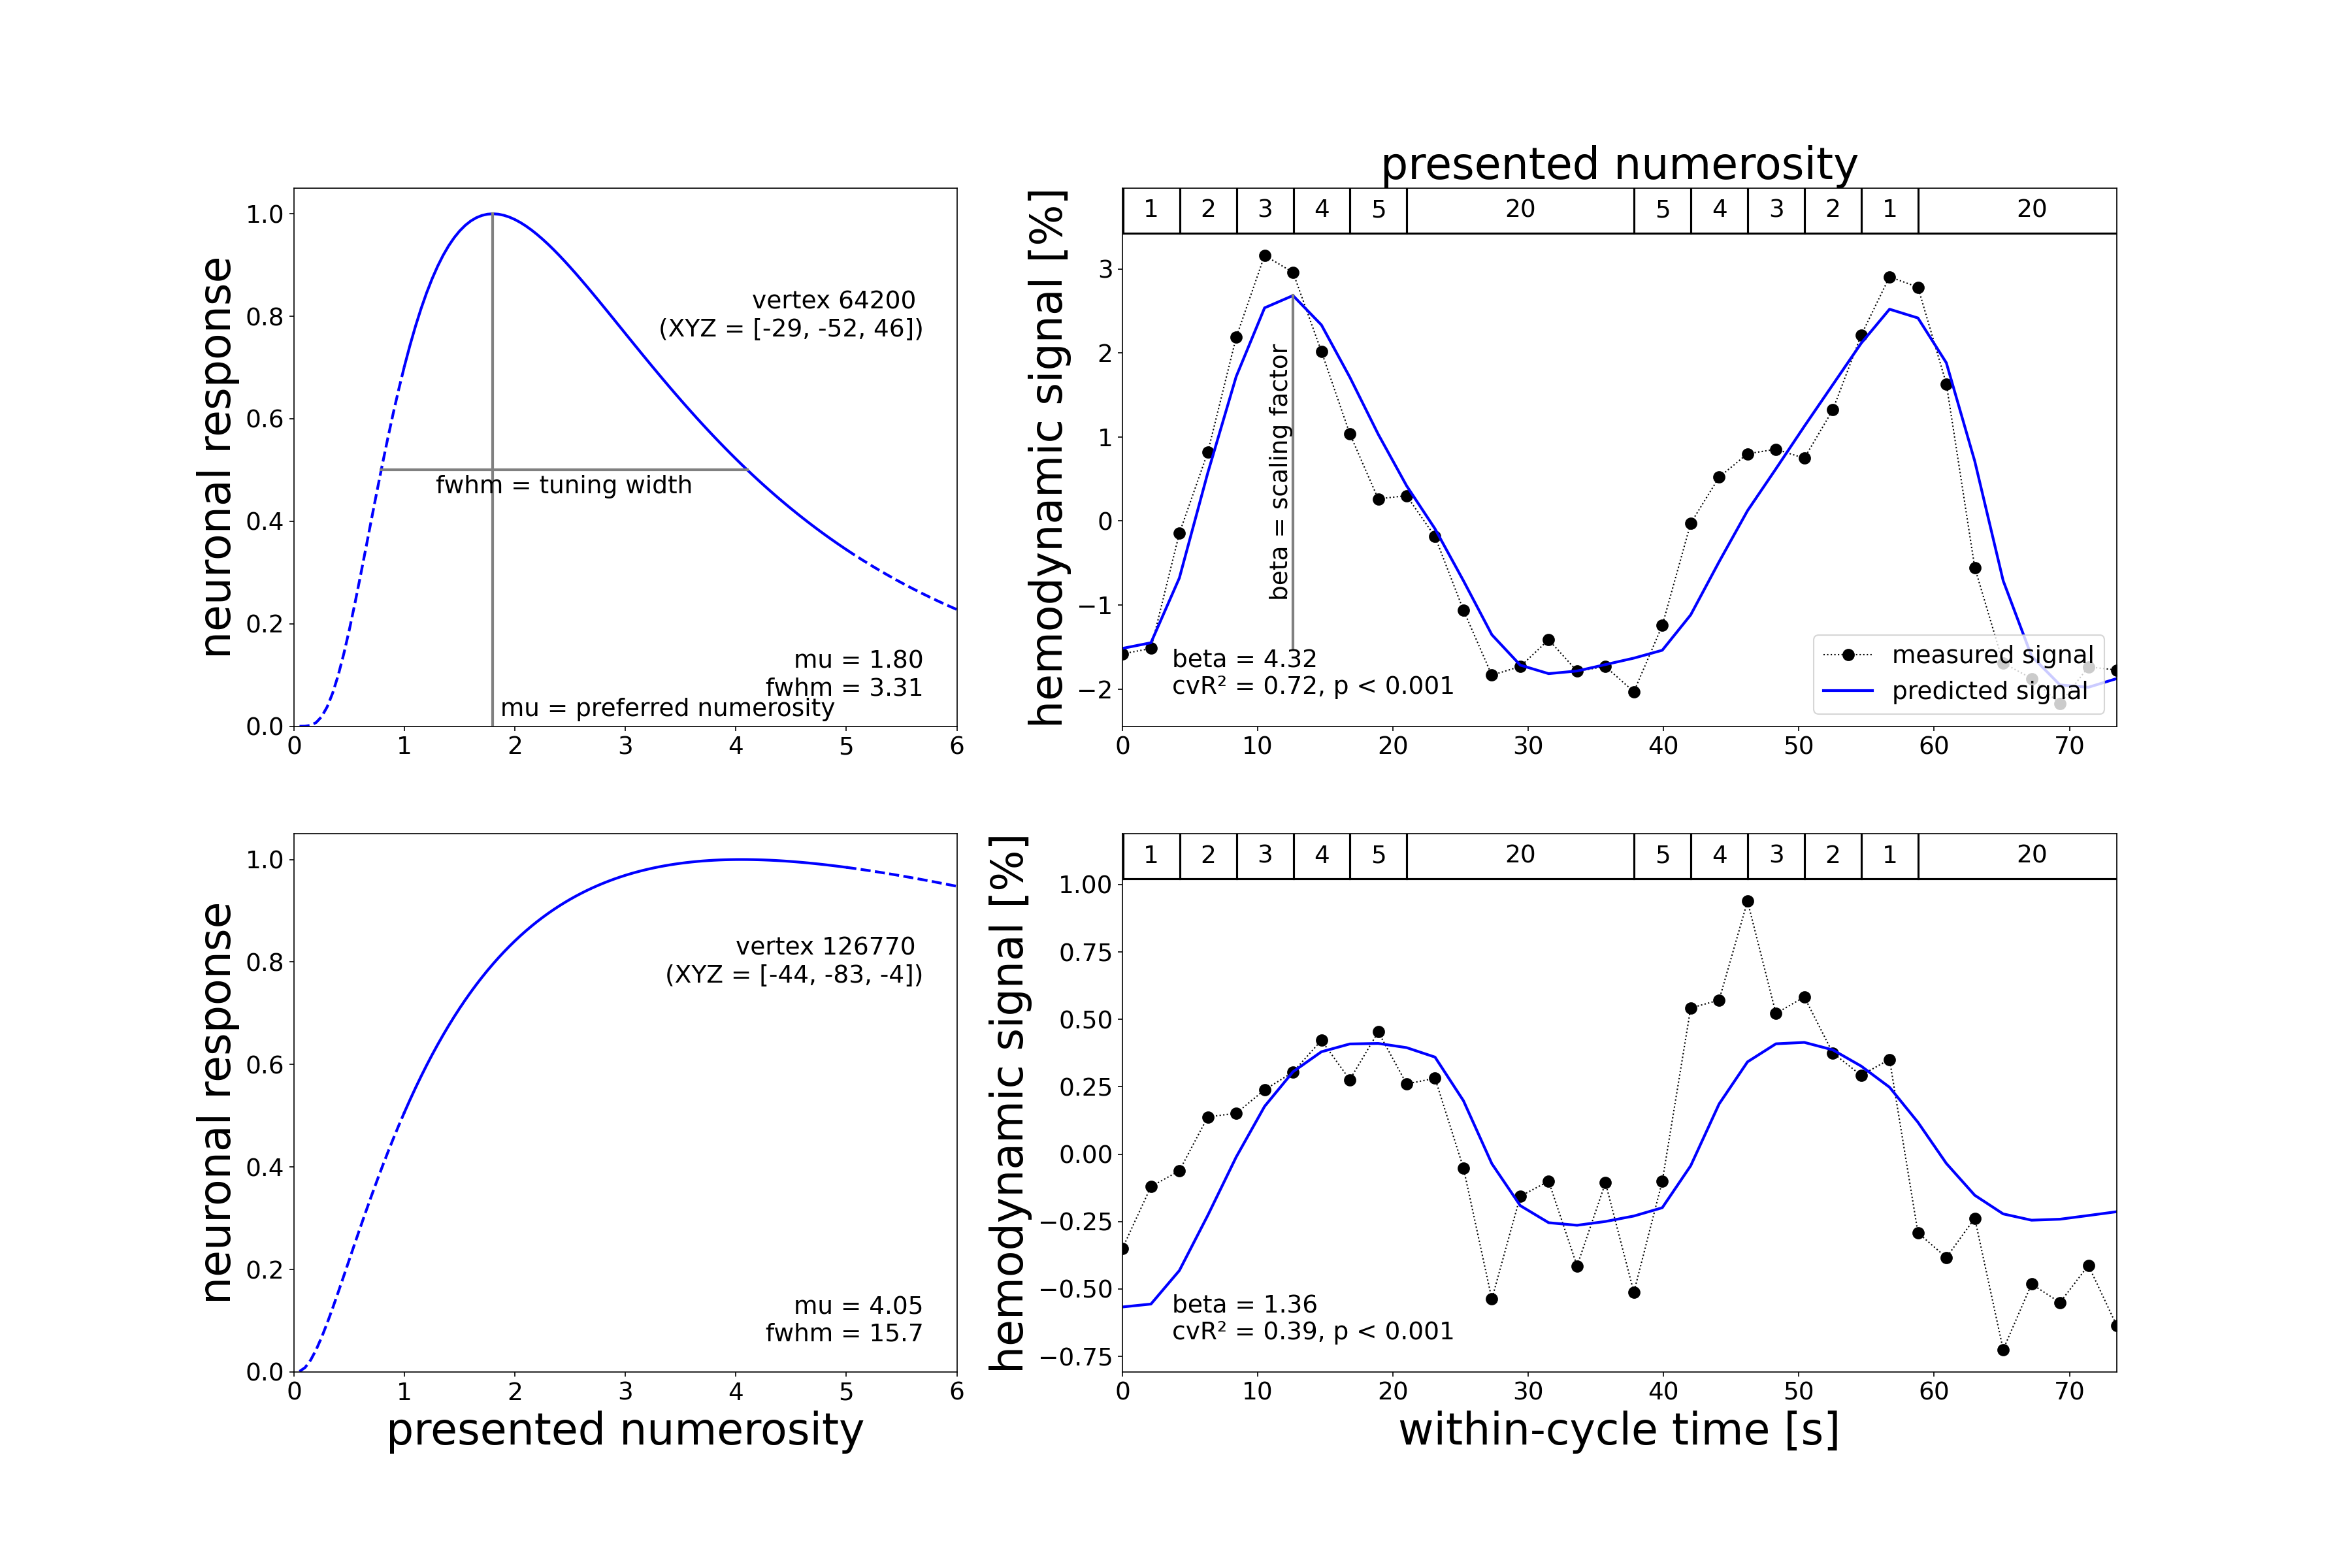 presented numerosity
neuronal response
1.0
0.8
0.6
0.4
0.2
0.0
vertex 64200
(XYZ = [-29, -52, 46])
fwhm = tuning width
mu = 1.80
fwhm = 3.31
mu = preferred numerosity
0 1 2 3 4 5 6
hemodynamic signal [%]
1 2 3 4 5 20 5 4 3 2 1 20
3
2
1
0
−1
−2
beta = scaling factor
beta = 4.32
cvR² = 0.72, p < 0.001
measured signal
predicted signal
0 10 20 30 40 50 60 70
neuronal response
1.0
0.8
0.6
0.4
0.2
0.0
vertex 126770
(XYZ = [-44, -83, -4])
mu = 4.05
fwhm = 15.7
0 1 2 3 4 5 6
presented numerosity
hemodynamic signal [%]
1 2 3 4 5 20 5 4 3 2 1 20
1.00
0.75
0.50
0.25
0.00
−0.25
−0.50
−0.75
beta = 1.36
cvR² = 0.39, p < 0.001
0 10 20 30 40 50 60 70
within-cycle time [s]